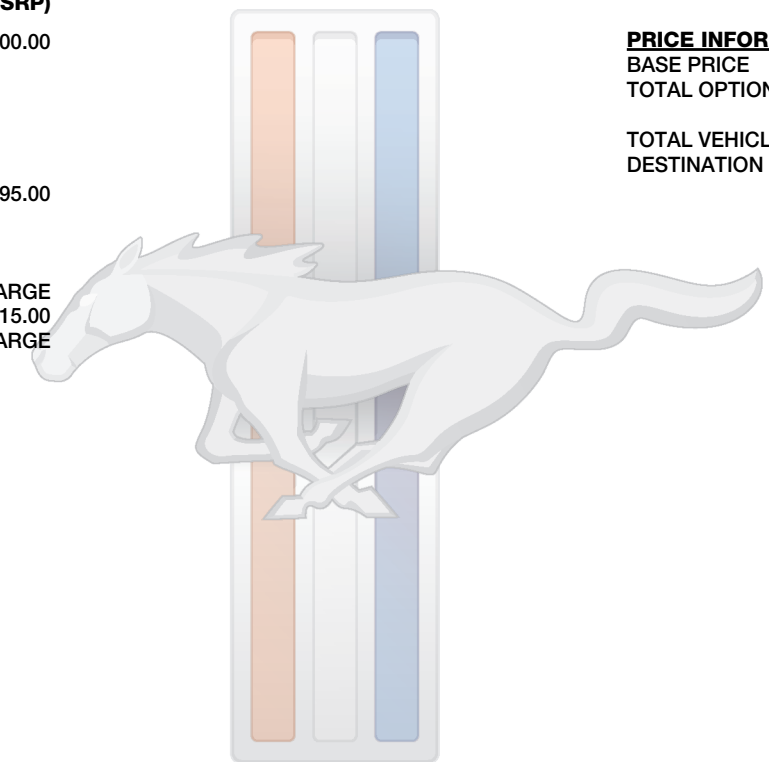 SRP)
00.00
95.00
ARGE
15.00
ARGE
PRICE INFOR
BASE PRICE
TOTAL OPTION
TOTAL VEHICL
DESTINATION